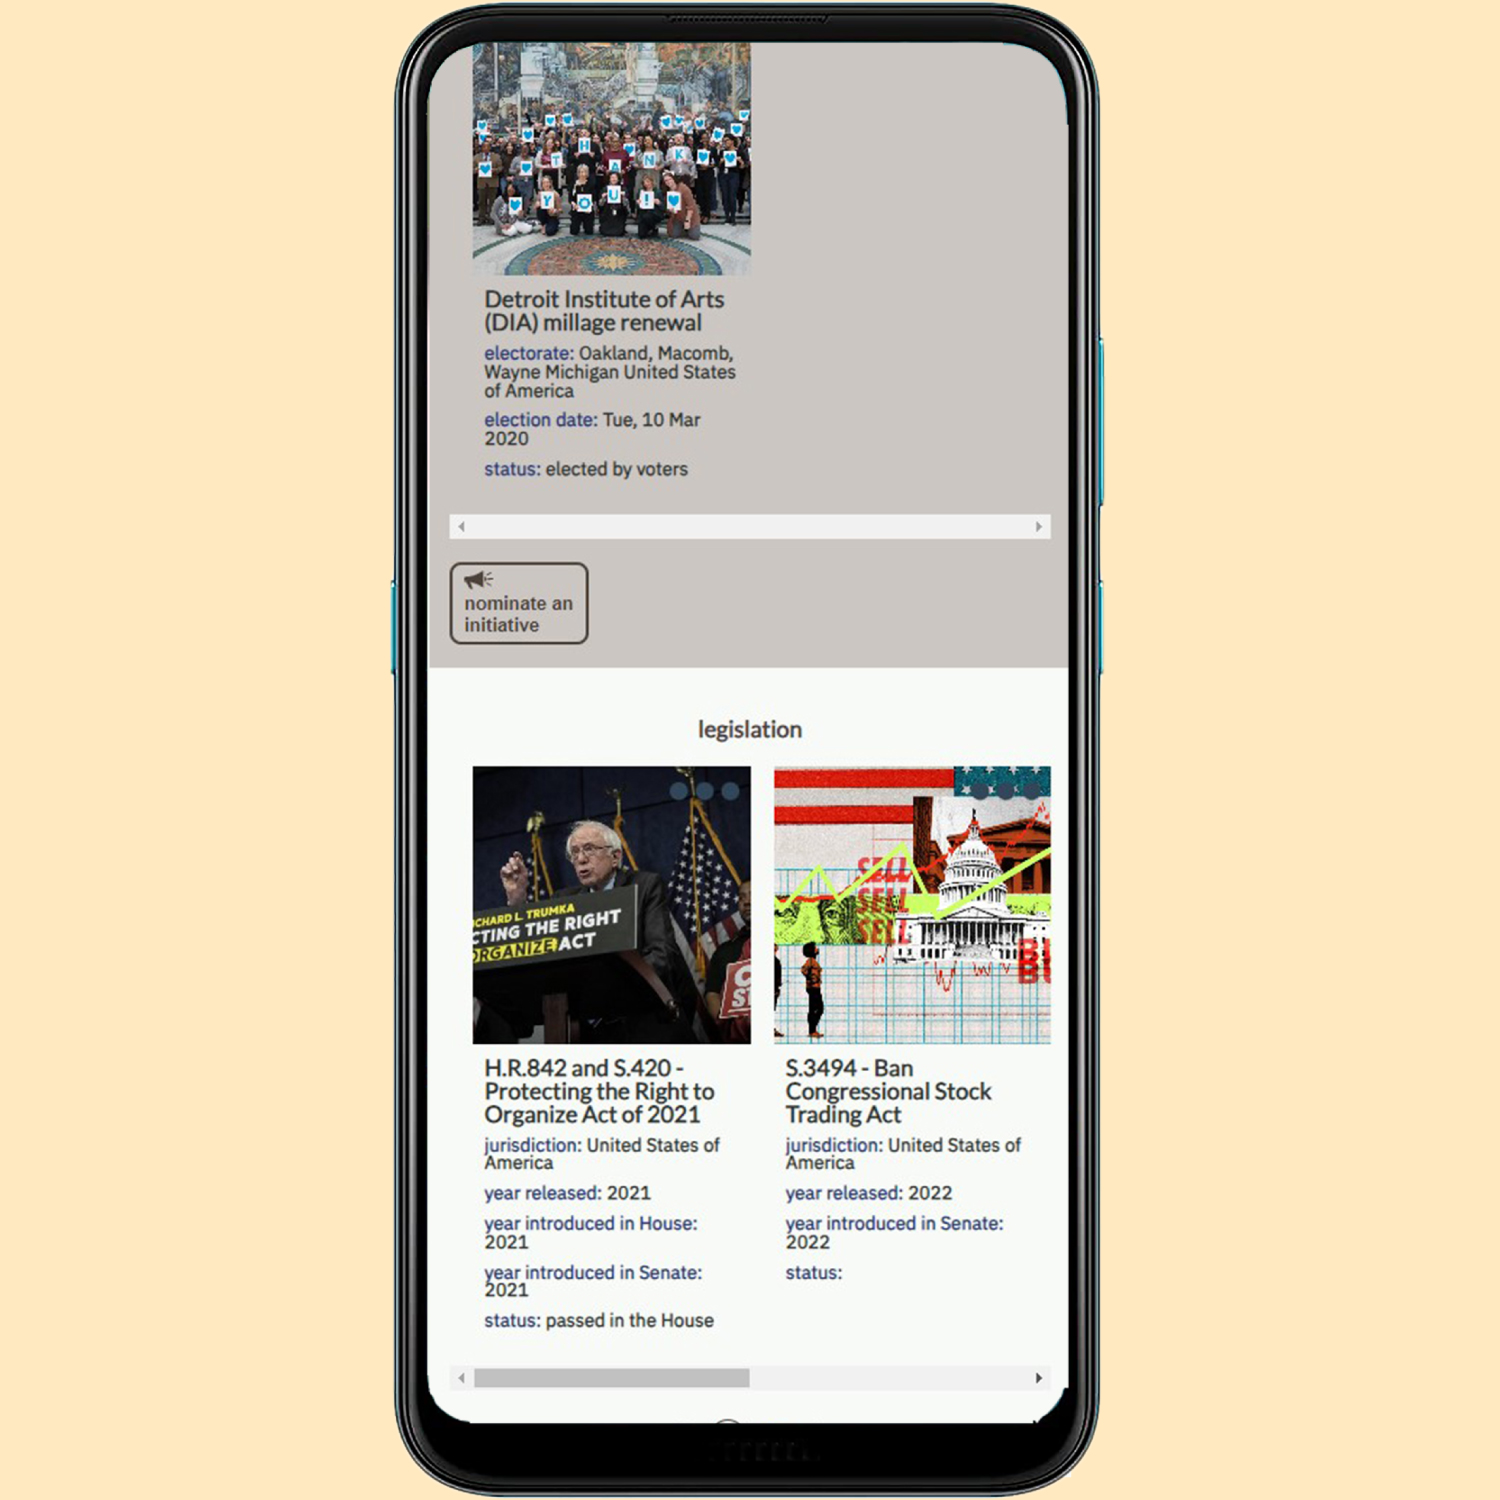 T H A N K
Y O U !
Detroit Institute of Arts
(DIA) millage renewal
electorate: Oakland, Macomb,
Wayne Michigan United States
of America
election date: Tue, 10 Mar
2020
status: elected by voters
nominate an
initiative
legislation
ICHARD L. TRUMKA
CTING THE RIGHT
ORGANIZE ACT
SELL
SELL
SELL
H.R.842 and S.420 -
Protecting the Right to
Organize Act of 2021
jurisdiction: United States of
America
year released: 2021
year introduced in House:
2021
year introduced in Senate:
2021
status: passed in the House
S.3494 - Ban
Congressional Stock
Trading Act
jurisdiction: United States of
America
year released: 2022
year introduced in Senate:
2022
status: